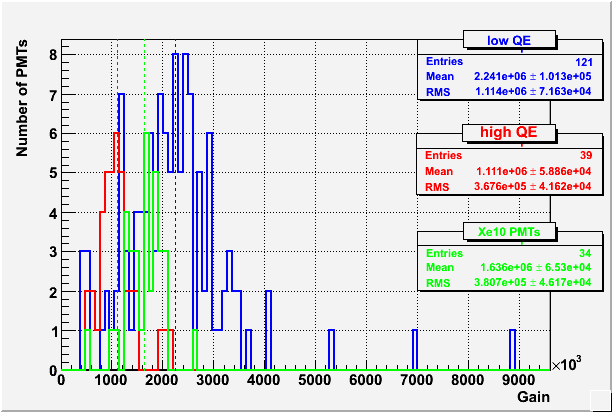 low QE
Entries 121
Mean 2.241e+06 ± 1.013e+05
RMS 1.114e+06 ± 7.163e+04
high QE
Entries 39
Mean 1.111e+06 ± 5.886e+04
RMS 3.676e+05 ± 4.162e+04
Xe10 PMTs
Entries 34
Mean 1.636e+06 ± 6.53e+04
RMS 3.807e+05 ± 4.617e+04
Number of PMTs
8
7
6
5
4
3
2
1
0
0 1000 2000 3000 4000 5000 6000 7000 8000 9000
×10³
Gain